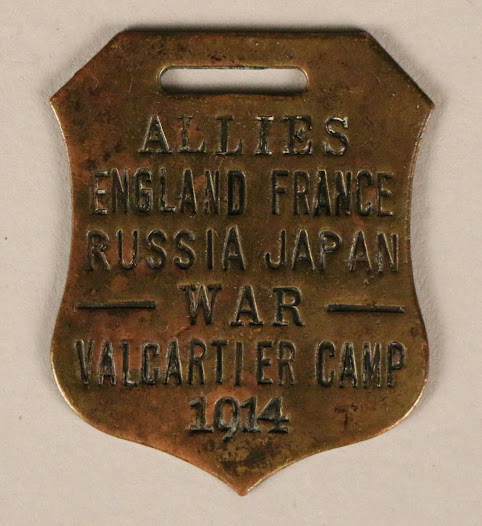 ALLIES
ENGLAND FRANCE
RUSSIA JAPAN
— WAR —
VALCARTIER CAMP
1914